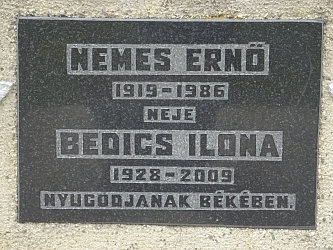 NEMES ERNŐ
1919-1986
NEJE
BEDICS ILONA
1928-2009
NYUGODJANAK BÉKÉBEN.